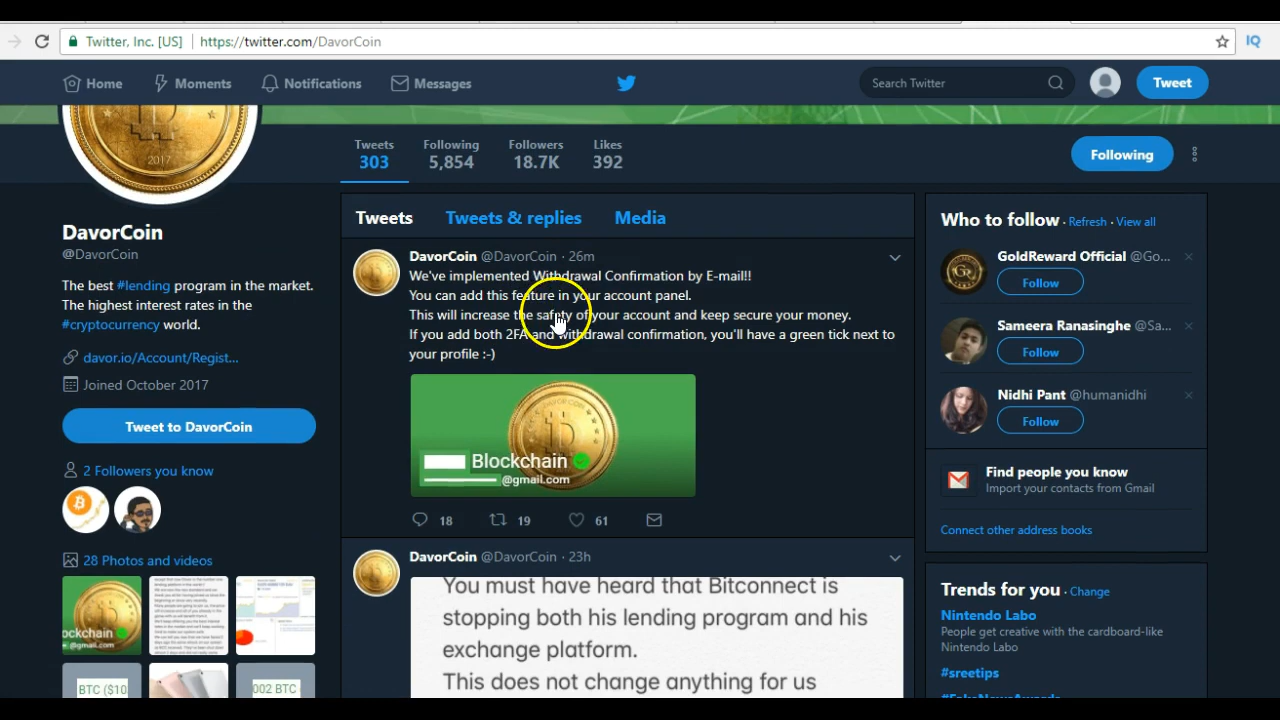 Twitter, Inc. [US] https://twitter.com/DavorCoin IQ
Home Moments Notifications Messages Search Twitter Tweet
2017
Tweets Following Followers Likes
303 5,854 18.7K 392
Following
DavorCoin
@DavorCoin
The best #lending program in the market.
The highest interest rates in the
#cryptocurrency world.
davor.io/Account/Regist...
Joined October 2017
Tweet to DavorCoin
2 Followers you know
28 Photos and videos
ockchain
@gmail.com
BTC ($10
002 BTC
Tweets Tweets & replies Media
DavorCoin @DavorCoin · 26m
We've implemented Withdrawal Confirmation by E-mail!!
You can add this feature in your account panel.
This will increase the safety of your account and keep secure your money.
If you add both 2FA and withdrawal confirmation, you'll have a green tick next to
your profile :-)
DAVOR COIN
Blockchain
@gmail.com
18 19 61
DavorCoin @DavorCoin · 23h
You must have heard that Bitconnect is
stopping both his lending program and his
exchange platform.
This does not change anything for us
Who to follow · Refresh · View all
GoldReward Official @Go...
Follow
Sameera Ranasinghe @Sa...
Follow
Nidhi Pant @humanidhi
Follow
Find people you know
Import your contacts from Gmail
Connect other address books
Trends for you · Change
Nintendo Labo
People get creative with the cardboard-like
Nintendo Labo
#sreetips
#FakeNewsAwards